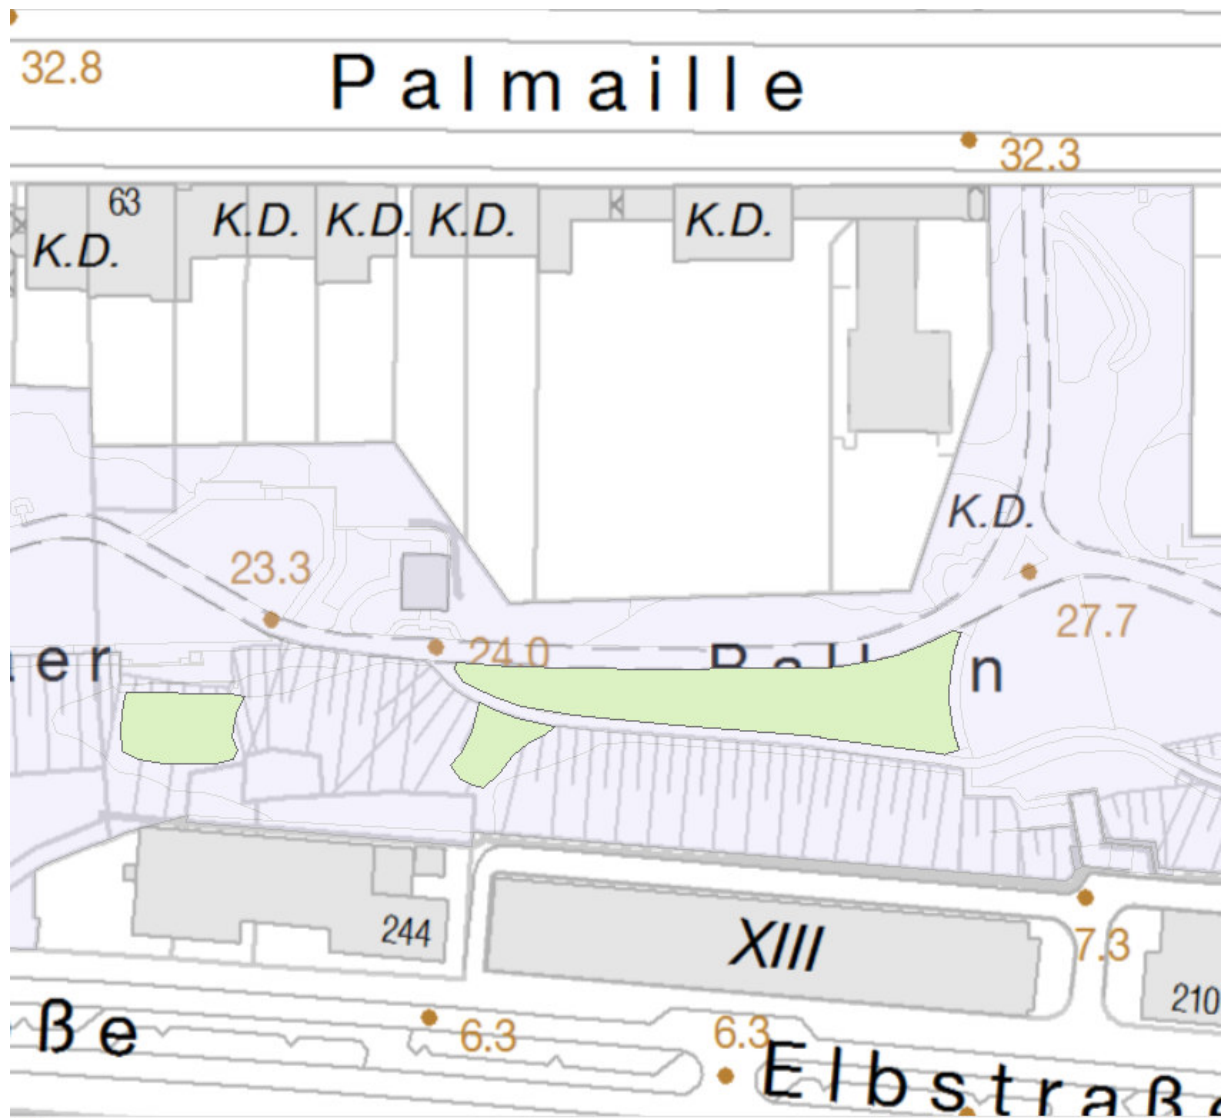 32.8
Palmaille
32.3
63
K.D.
K.D.
K.D.
K.D.
K.D.
K.D.
23.3
27.7
24.0
er
n
244
XIII
7.3
210
ße
6.3
6.3
Elbstraße